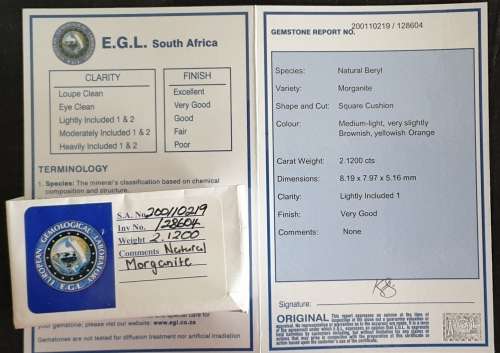 E.G.L. South Africa
CLARITY
Loupe Clean
Eye Clean
Lightly Included 1 & 2
Moderately Included 1 & 2
Heavily Included 1 & 2
FINISH
Excellent
Very Good
Good
Fair
Poor
TERMINOLOGY
1. Species: The mineral's classification based on chemical
composition and structure.
EUROPEAN GEMOLOGICAL LABORATORY
E.G.L.
S.A. No. 200110219
Inv No. 128604
Weight 2.1200
Comments Natural
Morganite
special care for
your gemstone, please visit our website: www.egl.co.za
Gemstones are not tested for diffusion treatment nor artificial irradiation
GEMSTONE REPORT NO. 200110219 / 128604
Species: Natural Beryl
Variety: Morganite
Shape and Cut: Square Cushion
Colour: Medium-light, very slightly
Brownish, yellowish Orange
Carat Weight: 2.1200 cts
Dimensions: 8.19 x 7.97 x 5.16 mm
Clarity: Lightly Included 1
Finish: Very Good
Comments: None
Signature:
ORIGINAL